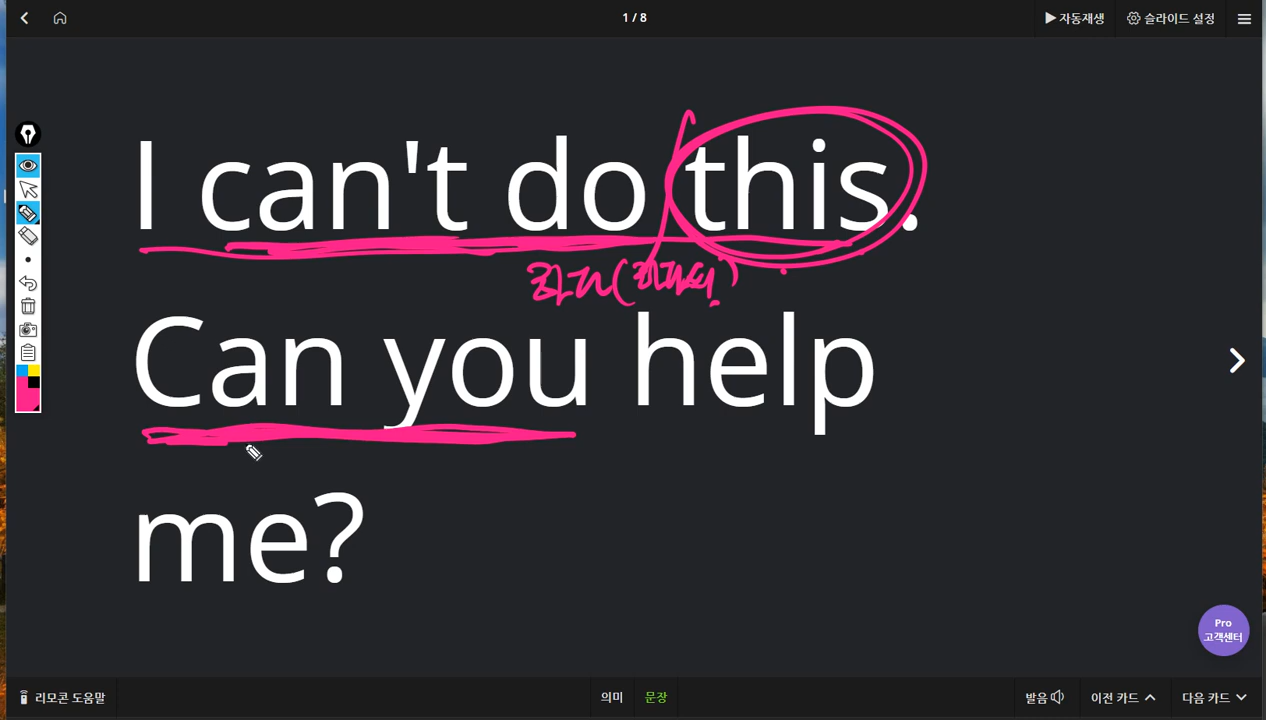 1 / 8
자동재생
슬라이드 설정
I can't do this.
Can you help
me?
Pro
고객센터
리모콘 도움말
의미
문장
발음
이전 카드
다음 카드